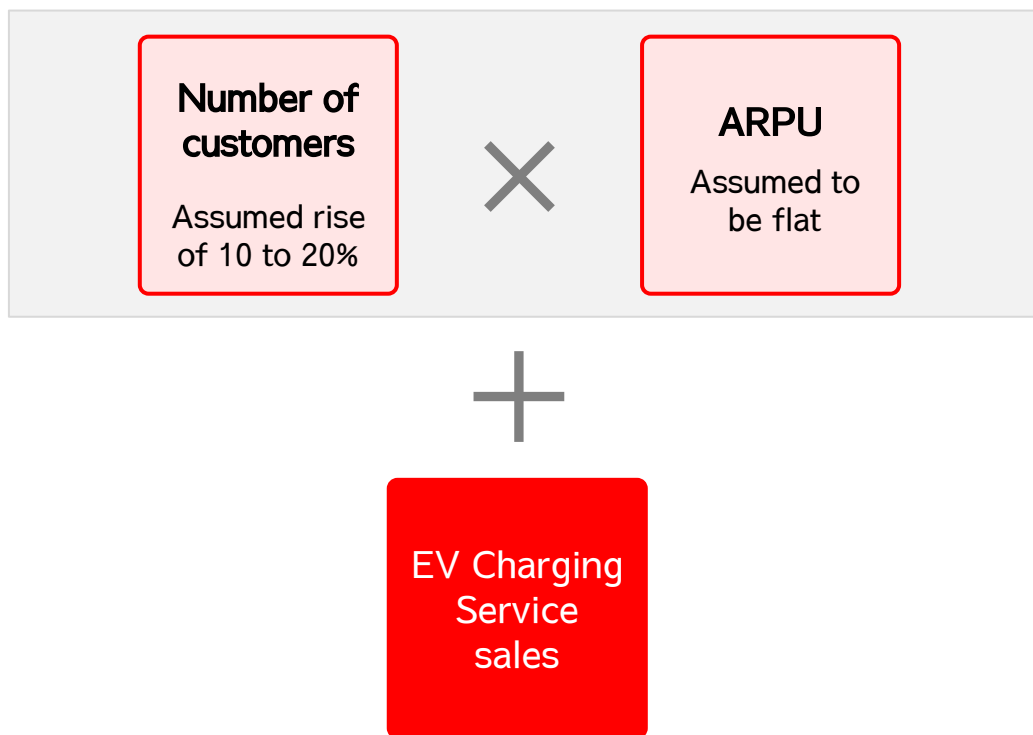 Number of
customers
Assumed rise
of 10 to 20%
ARPU
Assumed to
be flat
EV Charging
Service
sales